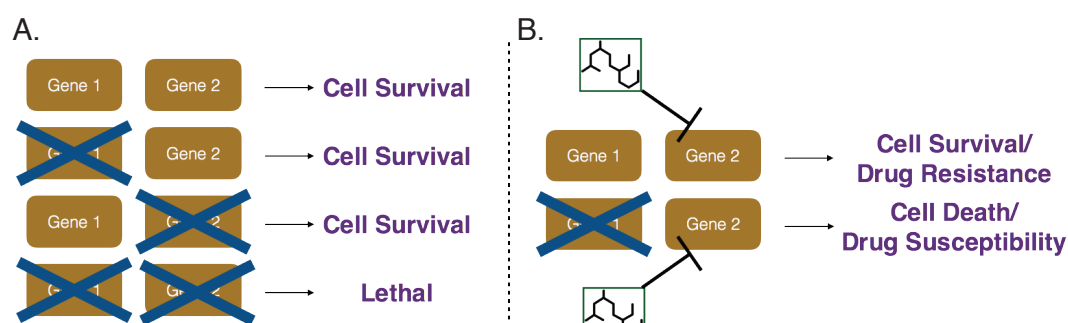 A.
Gene 1 Gene 2 Cell Survival
Gene 2 Cell Survival
Gene 1 Cell Survival
Lethal
B.
Gene 1 Gene 2 Cell Survival/
Drug Resistance
Gene 2 Cell Death/
Drug Susceptibility